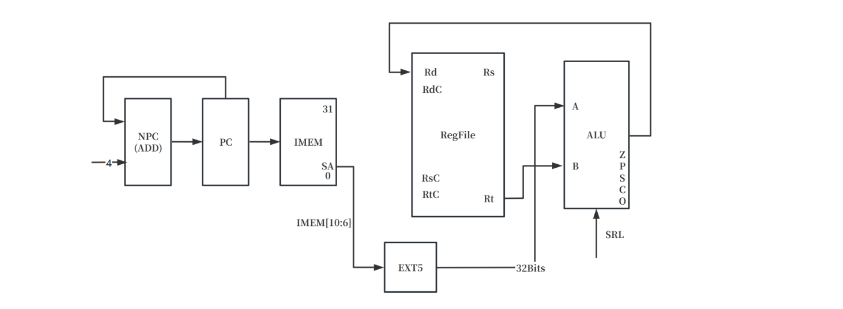 NPC
(ADD)
4
PC
31
IMEM
SA
0
IMEM[10:6]
EXT5
32Bits
Rd
Rs
RdC
RegFile
RsC
RtC
Rt
A
ALU
B
Z
P
S
C
O
SRL